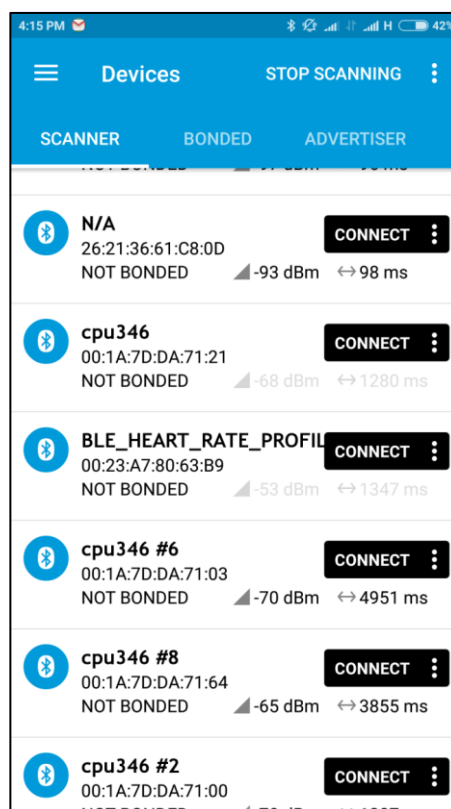 4:15 PM H 42%
Devices STOP SCANNING
SCANNER BONDED ADVERTISER
NOT BONDED
N/A
26:21:36:61:C8:0D
CONNECT
NOT BONDED -93 dBm 98 ms
cpu346
00:1A:7D:DA:71:21
CONNECT
NOT BONDED -68 dBm 1280 ms
BLE_HEART_RATE_PROFIL
00:23:A7:80:63:B9
CONNECT
NOT BONDED -53 dBm 1347 ms
cpu346 #6
00:1A:7D:DA:71:03
CONNECT
NOT BONDED -70 dBm 4951 ms
cpu346 #8
00:1A:7D:DA:71:64
CONNECT
NOT BONDED -65 dBm 3855 ms
cpu346 #2
00:1A:7D:DA:71:00
CONNECT
NOT BONDED